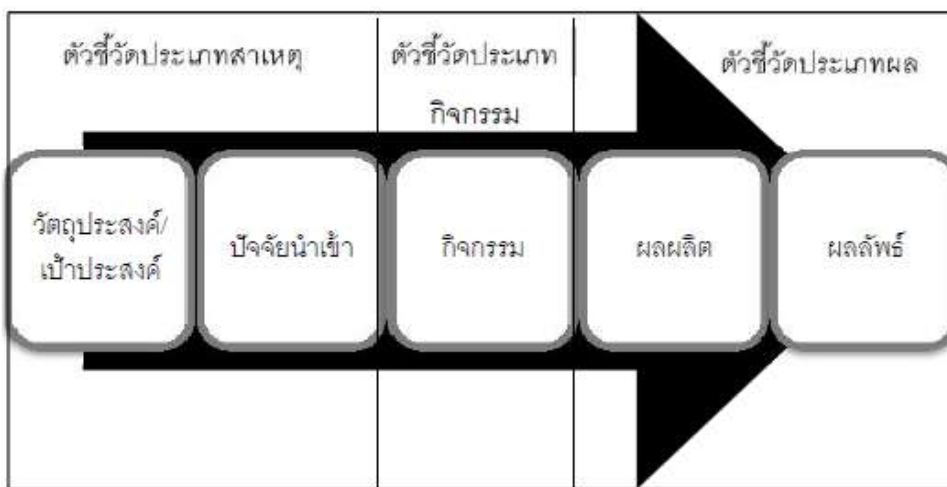 ตัวชี้วัดประเภทสาเหตุ
ตัวชี้วัดประเภท
กิจกรรม
ตัวชี้วัดประเภทผล
วัตถุประสงค์/
เป้าประสงค์
ปัจจัยนำเข้า
กิจกรรม
ผลผลิต
ผลลัพธ์